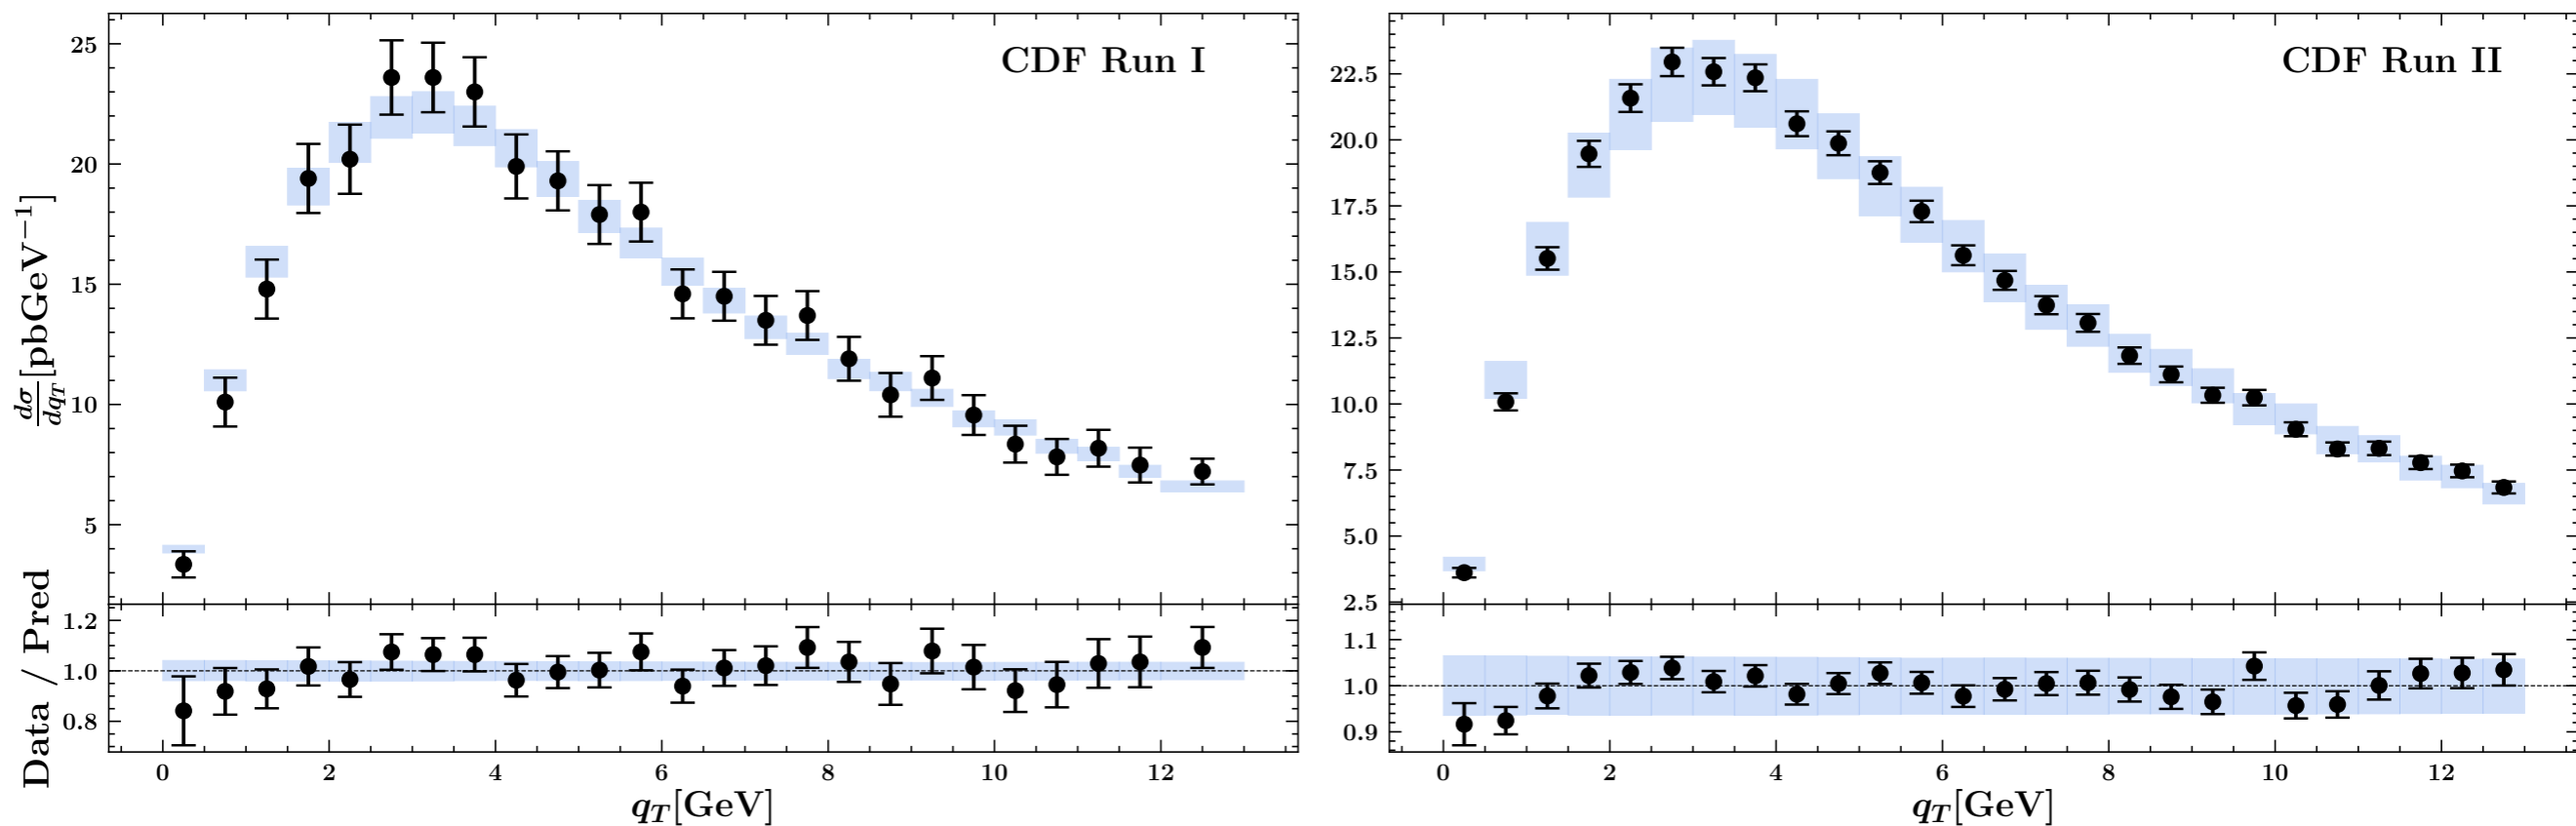 CDF Run I
25
20
15
10
5
dσ/dq_T [pbGeV⁻¹]
1.2
1.0
0.8
Data / Pred
0 2 4 6 8 10 12
q_T[GeV]
CDF Run II
22.5
20.0
17.5
15.0
12.5
10.0
7.5
5.0
2.5
1.1
1.0
0.9
0 2 4 6 8 10 12
q_T[GeV]